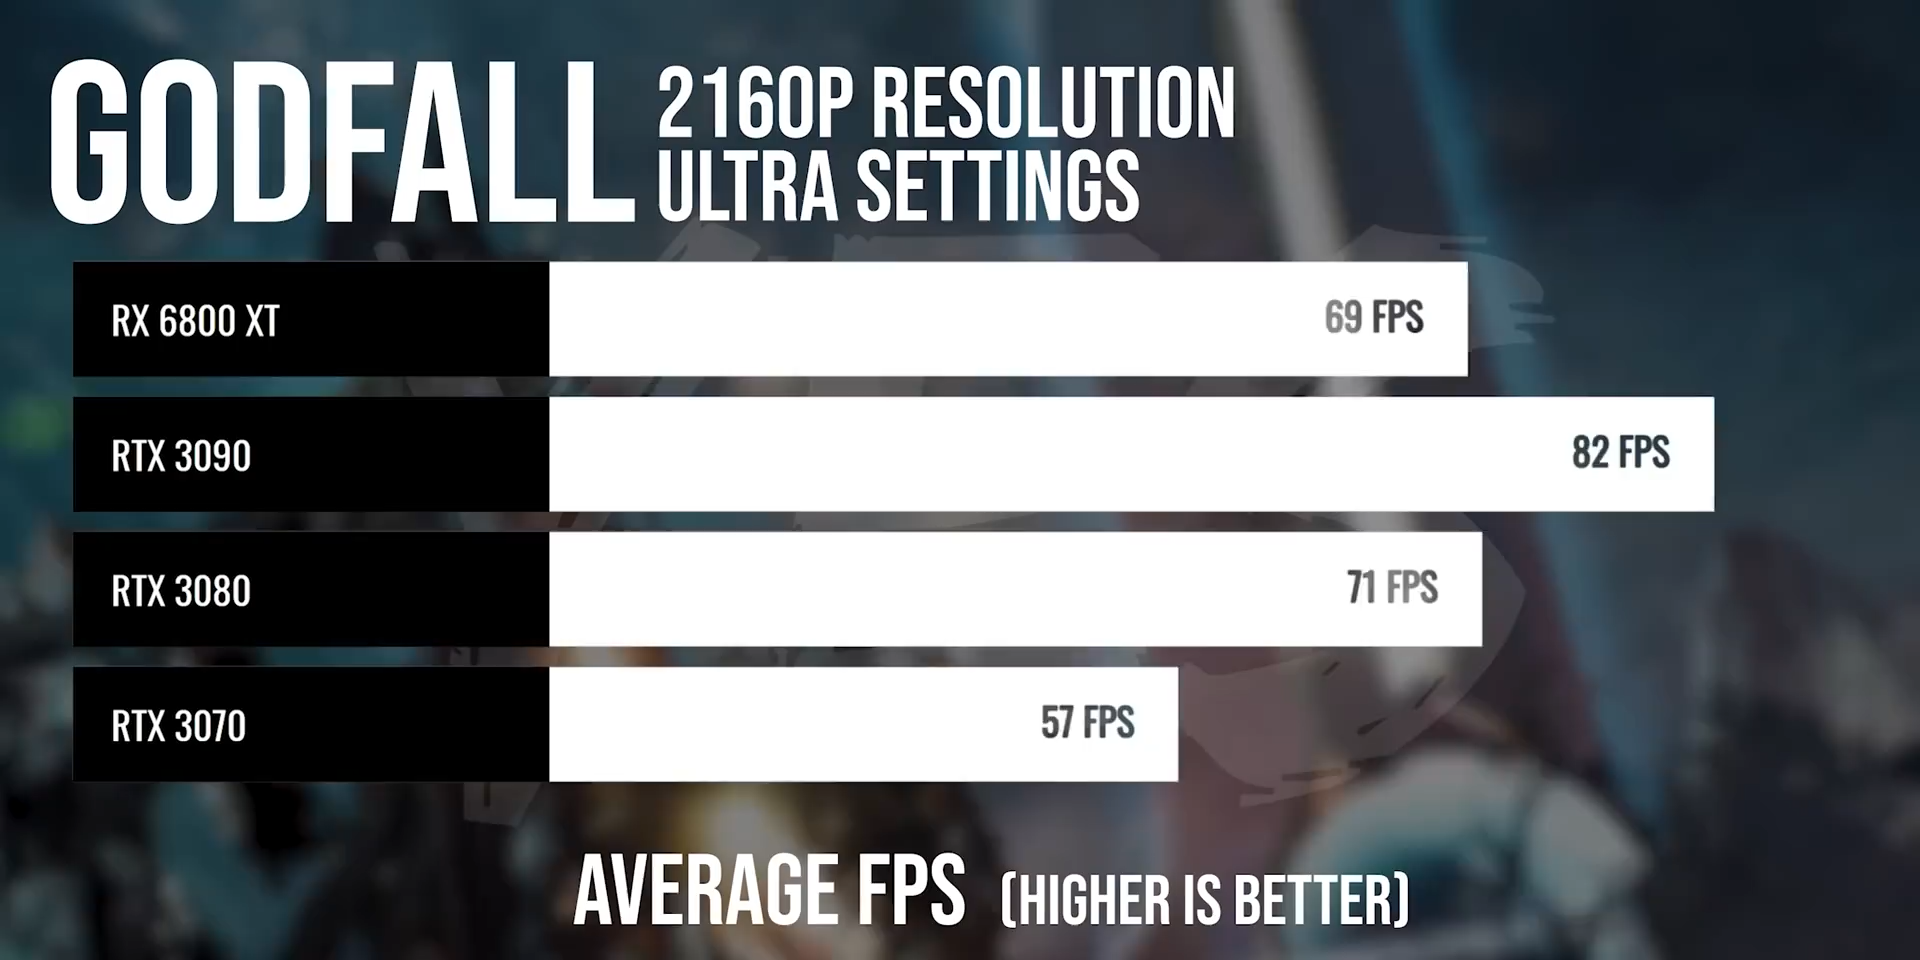 GODFALL
2160P RESOLUTION
ULTRA SETTINGS
RX 6800 XT
69 FPS
RTX 3090
82 FPS
RTX 3080
71 FPS
RTX 3070
57 FPS
AVERAGE FPS (HIGHER IS BETTER)